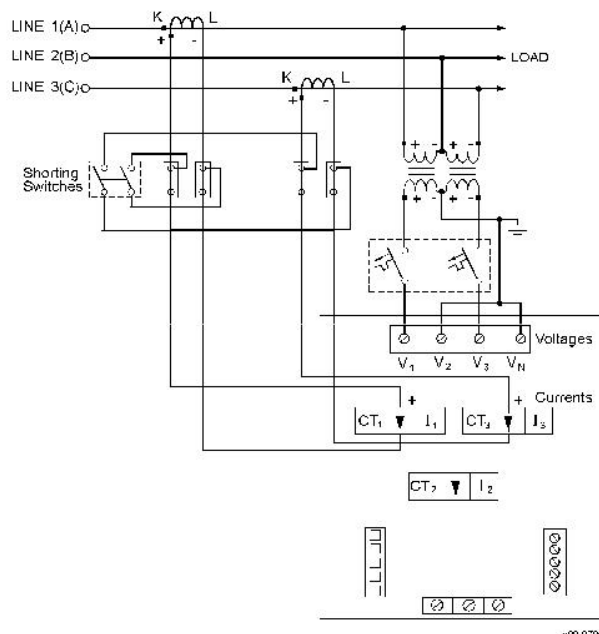 K L
LINE 1(A)
+ -
LINE 2(B)
LOAD
K L
LINE 3(C)
+ -
+ - + -
Shorting
Switches
+ - + -
Voltages
V1 V2 V3 VN
+ + Currents
CT1 I1 CT3 I3
CT2 I2